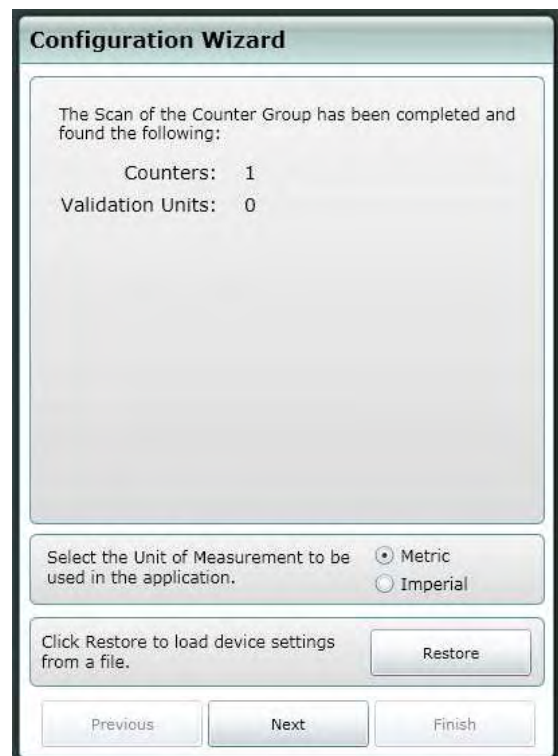 Configuration Wizard
The Scan of the Counter Group has been completed and
found the following:
Counters: 1
Validation Units: 0
Select the Unit of Measurement to be
used in the application.
Metric
Imperial
Click Restore to load device settings
from a file.
Restore
Previous
Next
Finish